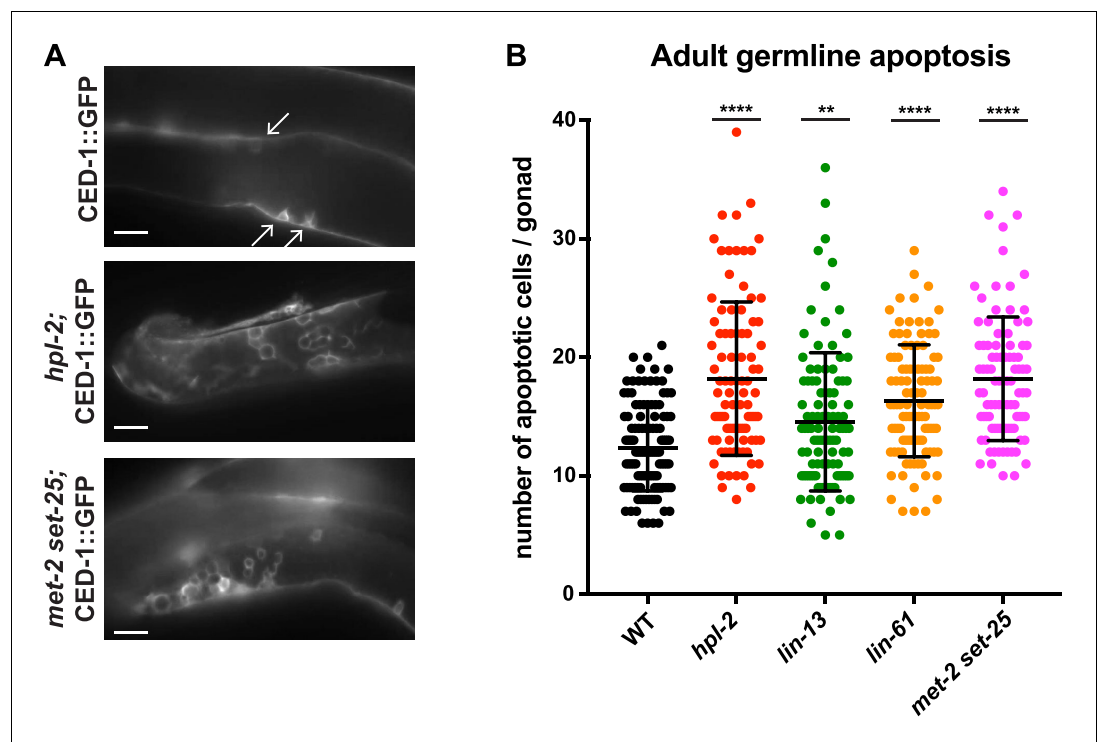 A
CED-1::GFP
hpl-2;
CED-1::GFP
met-2 set-25;
CED-1::GFP
B
Adult germline apoptosis
number of apoptotic cells / gonad
40
30
20
10
0
**** ** **** ****
WT
hpl-2
lin-13
lin-61
met-2 set-25